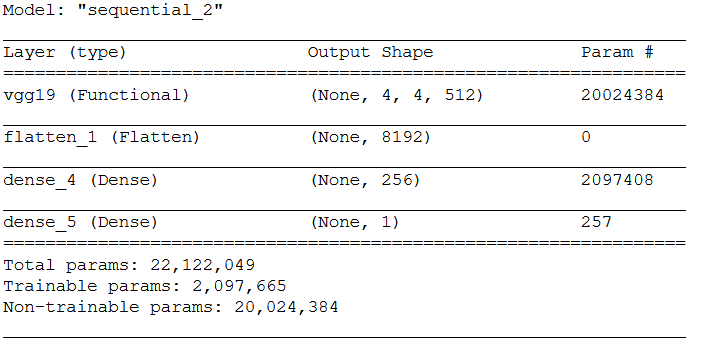 Model: "sequential_2"
Layer (type) Output Shape Param #
=================================================================
vgg19 (Functional) (None, 4, 4, 512) 20024384
flatten_1 (Flatten) (None, 8192) 0
dense_4 (Dense) (None, 256) 2097408
dense_5 (Dense) (None, 1) 257
=================================================================
Total params: 22,122,049
Trainable params: 2,097,665
Non-trainable params: 20,024,384